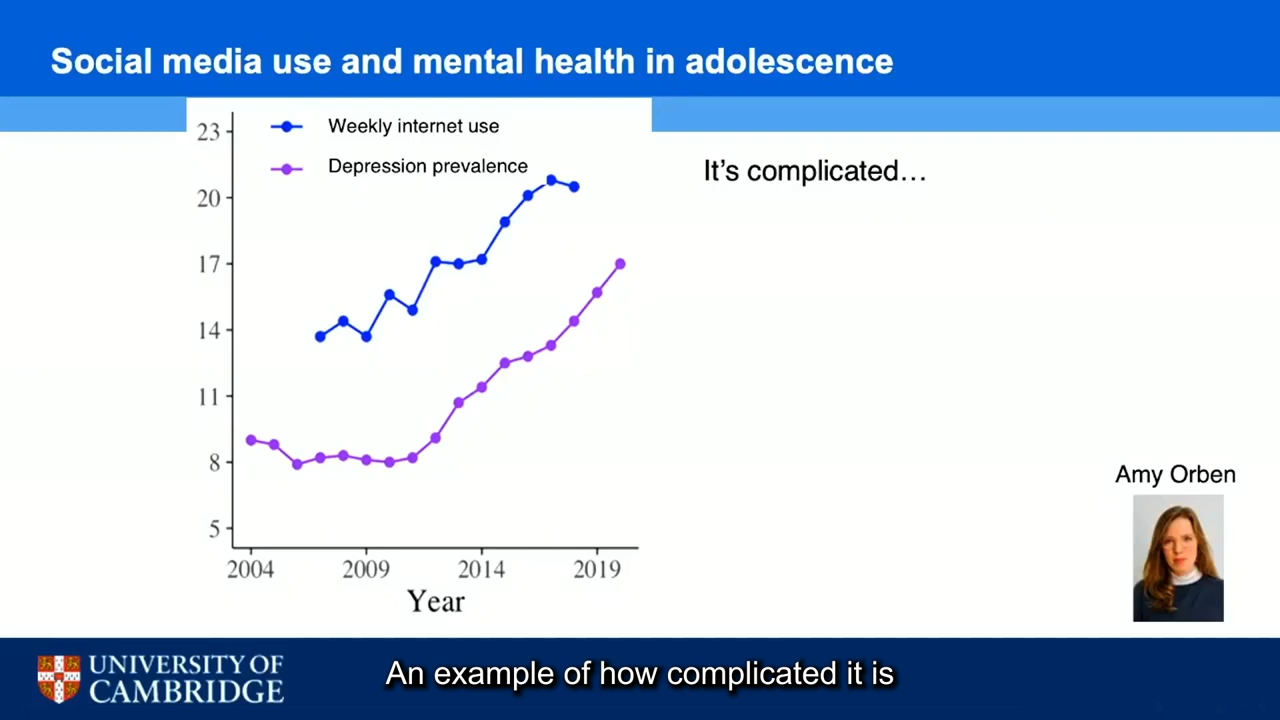 Social media use and mental health in adolescence
Weekly internet use
Depression prevalence
23
20
17
14
11
8
5
2004 2009 2014 2019
Year
It's complicated…
Amy Orben
UNIVERSITY OF
CAMBRIDGE
An example of how complicated it is